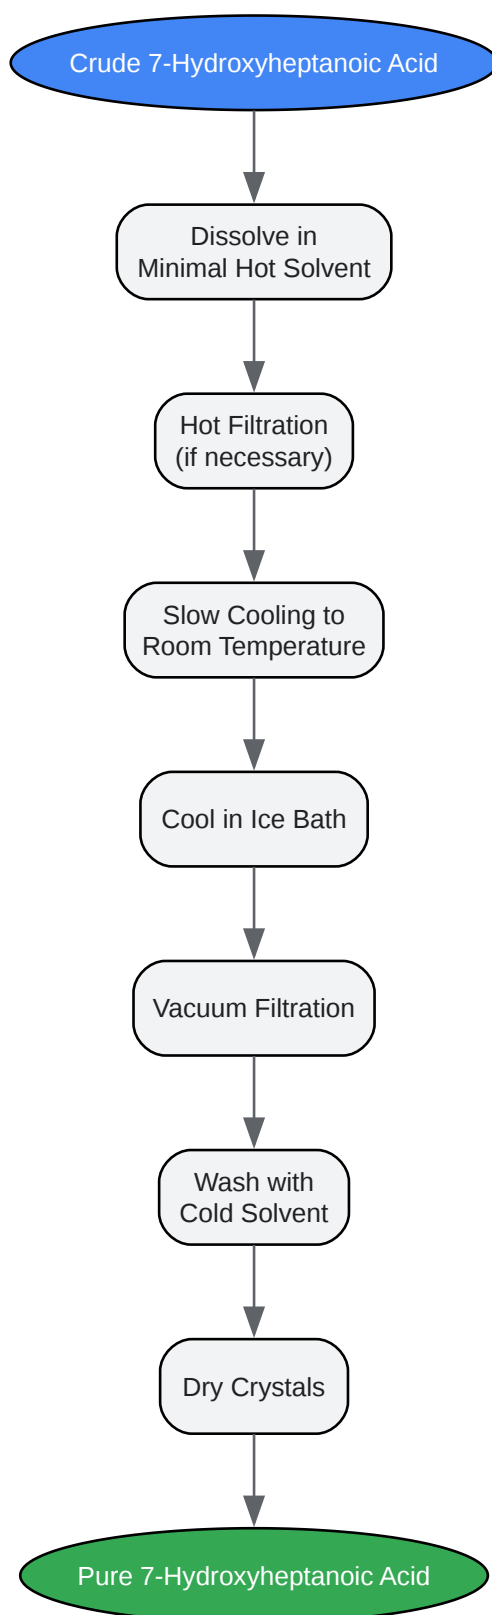 Crude 7-Hydroxyheptanoic Acid
Dissolve in
Minimal Hot Solvent
Hot Filtration
(if necessary)
Slow Cooling to
Room Temperature
Cool in Ice Bath
Vacuum Filtration
Wash with
Cold Solvent
Dry Crystals
Pure 7-Hydroxyheptanoic Acid